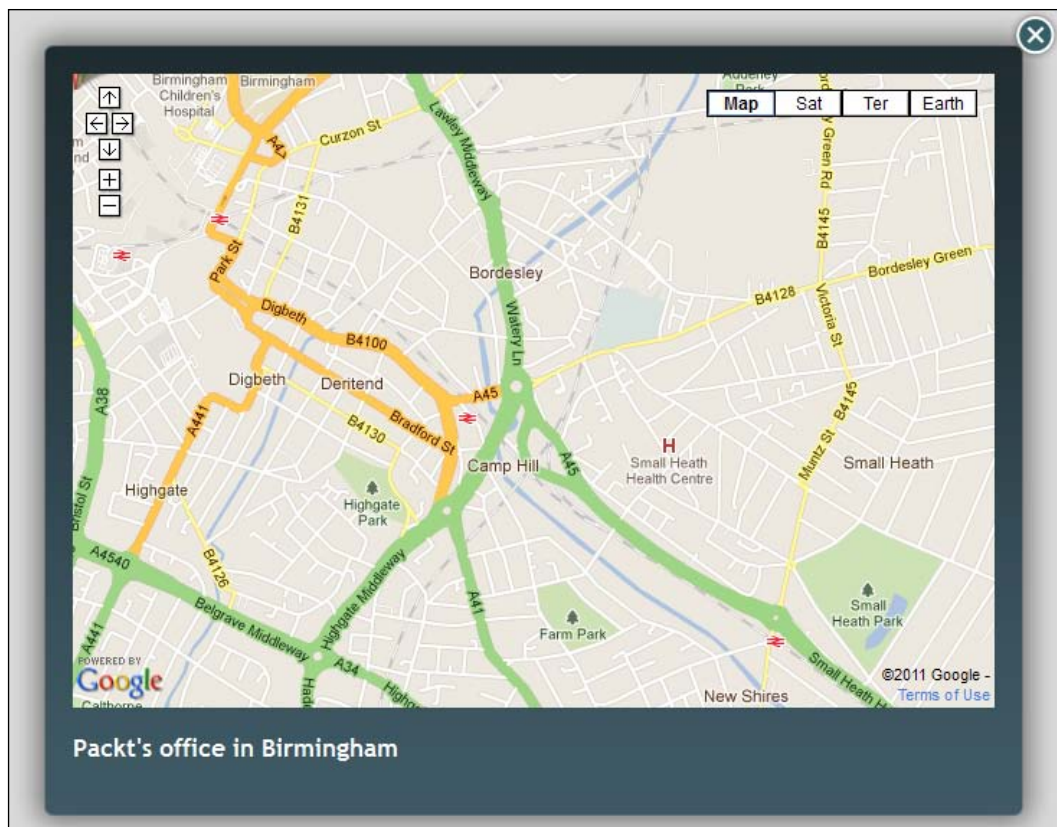 Birmingham
Children's
Hospital
Birmingham
Curzon St
Lawley Middleway
Map
Sat
Ter
Earth
Green Rd
B4131
B4145
Park St
Bordesley
Bordesley Green
B4128
Digbeth
B4100
Watery Ln
Victoria St
Digbeth
Deritend
A45
A38
A441
Bradford St
B4130
B4145
Camp Hill
A45
H
Small Heath
Health Centre
Muntz St
Small Heath
Highgate
Highgate
Park
Bristol St
A4540
B4126
Belgrave Middleway
Highgate Middleway
A41
Farm Park
Small
Heath Park
A441
A34
POWERED BY
Google
Calthorpe
New Shires
Small Heath H
©2011 Google -
Terms of Use
Packt's office in Birmingham